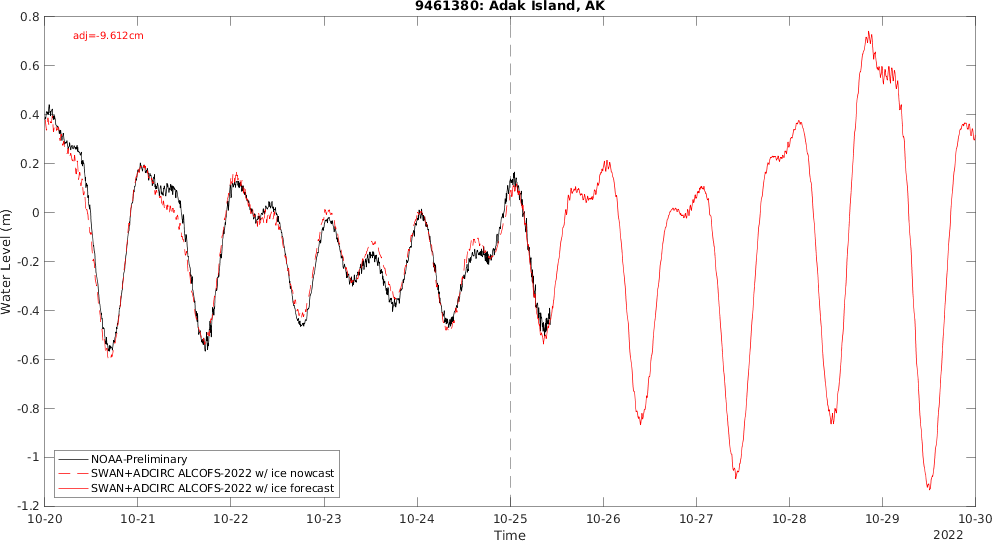 9461380: Adak Island, AK
adj=-9.612cm
Water Level (m)
0.8
0.6
0.4
0.2
0
-0.2
-0.4
-0.6
-0.8
-1
-1.2
NOAA-Preliminary
SWAN+ADCIRC ALCOFS-2022 w/ ice nowcast
SWAN+ADCIRC ALCOFS-2022 w/ ice forecast
10-20 10-21 10-22 10-23 10-24 10-25 10-26 10-27 10-28 10-29 10-30
Time
2022